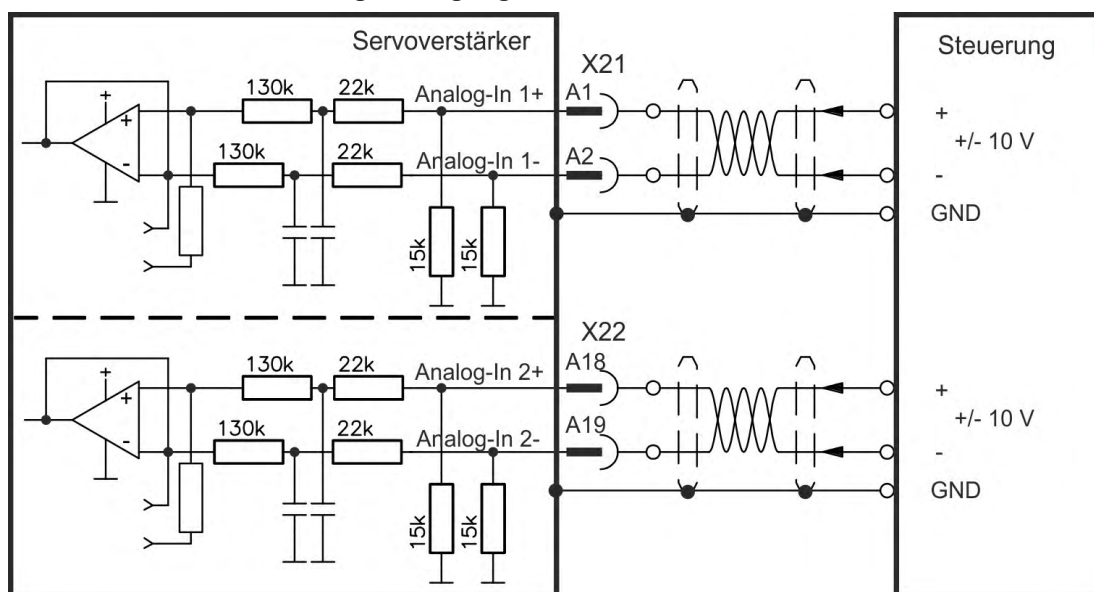 Servoverstärker
Steuerung
X21
130k
22k
Analog-In 1+
A1
+
+
+
+/- 10 V
130k
22k
Analog-In 1-
A2
-
-
GND
15k
15k
X22
130k
22k
Analog-In 2+
A18
+
+
+
+/- 10 V
130k
22k
Analog-In 2-
A19
-
-
GND
15k
15k